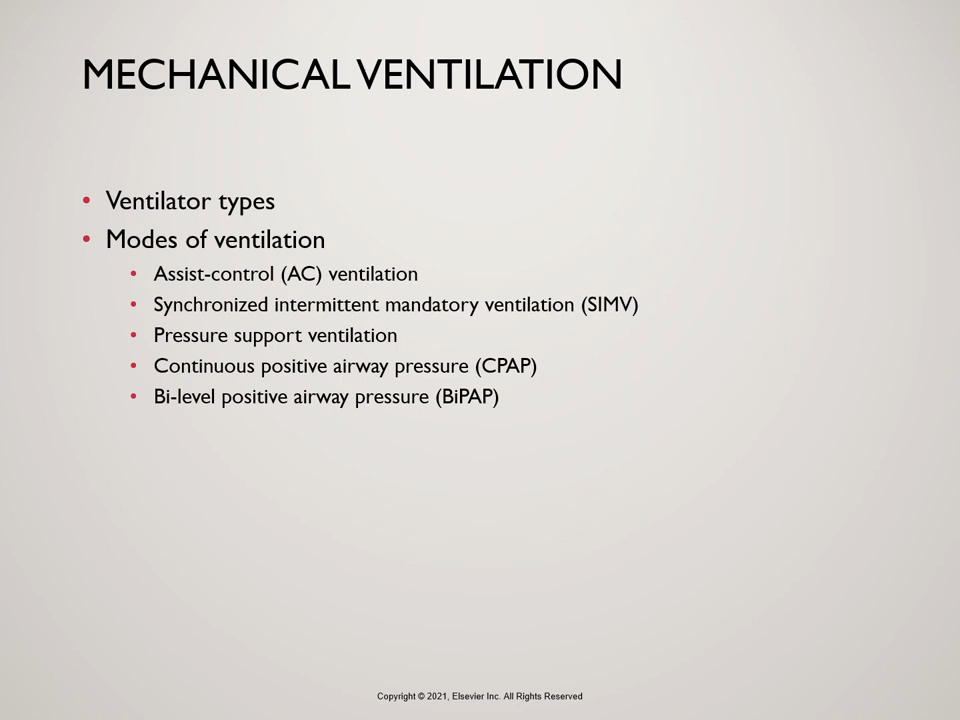 MECHANICAL VENTILATION
• Ventilator types
• Modes of ventilation
• Assist-control (AC) ventilation
• Synchronized intermittent mandatory ventilation (SIMV)
• Pressure support ventilation
• Continuous positive airway pressure (CPAP)
• Bi-level positive airway pressure (BiPAP)
Copyright © 2021, Elsevier Inc. All Rights Reserved